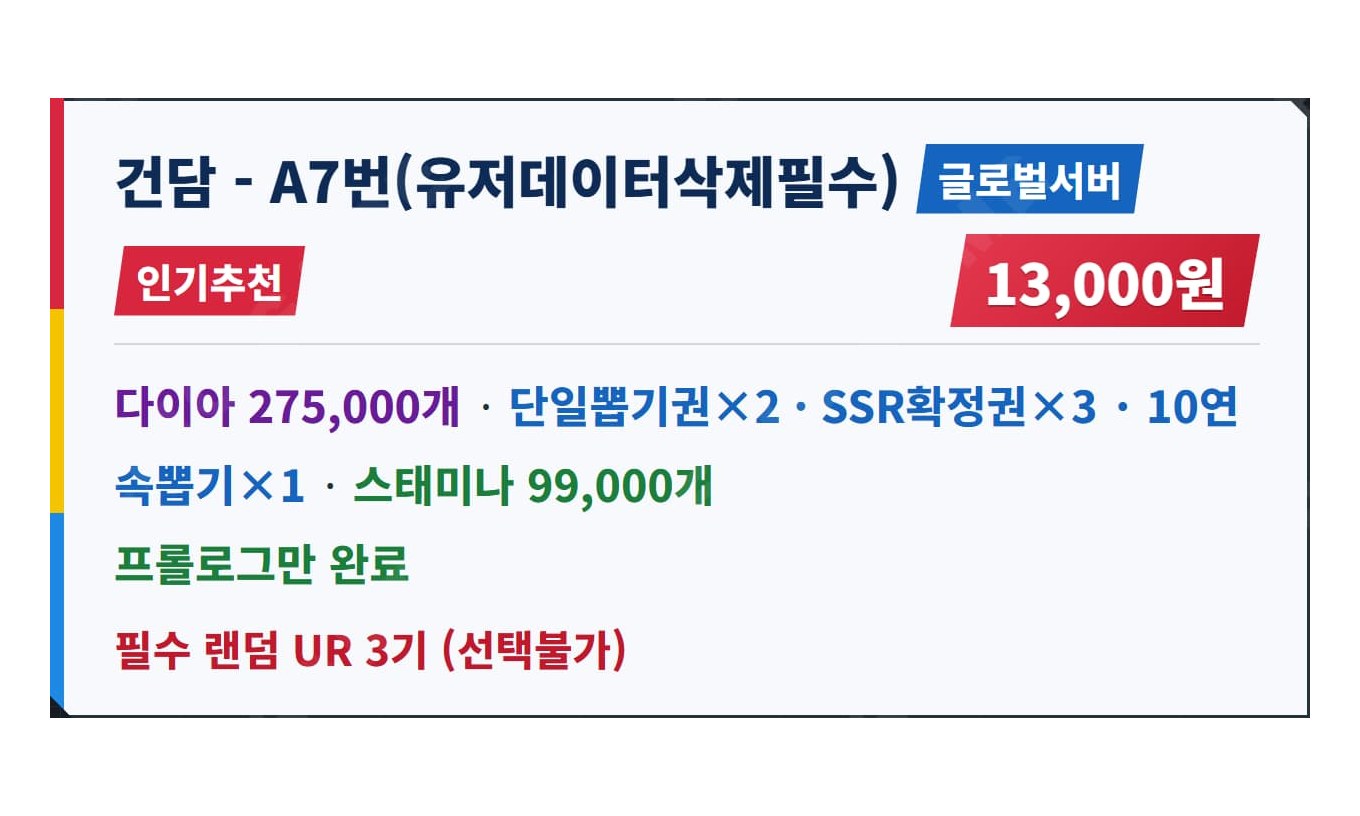 건담 - A7번(유저데이터삭제필수) 글로벌서버
인기추천 13,000원
다이아 275,000개 · 단일뽑기권×2 · SSR확정권×3 · 10연
속뽑기×1 · 스태미나 99,000개
프롤로그만 완료
필수 랜덤 UR 3기 (선택불가)